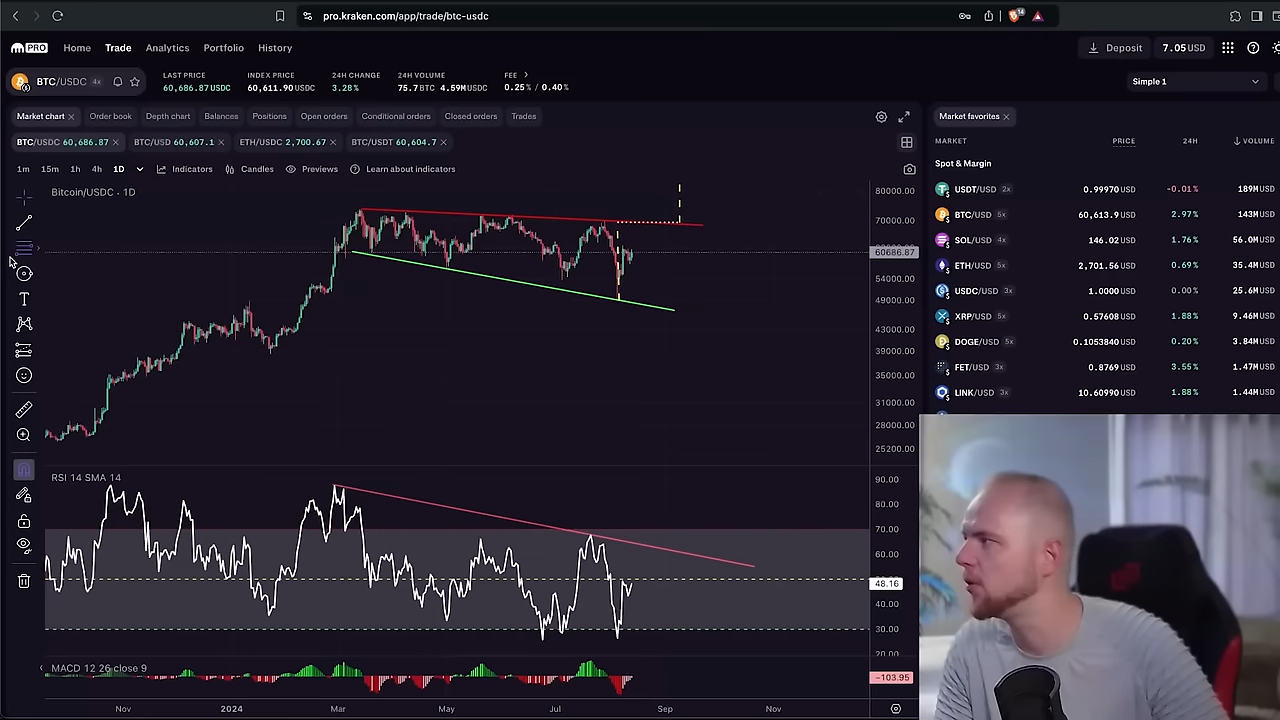 pro.kraken.com/app/trade/btc-usdc
14
PRO Home Trade Analytics Portfolio History Deposit 7.05 USD
BTC/USDC 4x
LAST PRICE INDEX PRICE 24H CHANGE 24H VOLUME FEE
60,686.87 USDC 60,611.90 USDC 3.28% 75.7 BTC 4.59M USDC 0.25% / 0.40%
Simple 1
Market chart Order book Depth chart Balances Positions Open orders Conditional orders Closed orders Trades
BTC/USDC 60,686.87 BTC/USD 60,607.1 ETH/USDC 2,700.67 BTC/USDT 60,604.7
1m 15m 1h 4h 1D Indicators Candles Previews Learn about indicators
Bitcoin/USDC · 1D
80000.00
70000.00
60686.87
54000.00
49000.00
43000.00
39000.00
35000.00
31000.00
28000.00
25200.00
RSI 14 SMA 14
90.00
80.00
70.00
60.00
48.16
40.00
30.00
20.00
MACD 12 26 close 9
−103.95
Nov 2024 Mar May Jul Sep Nov
Market favorites
MARKET PRICE 24H VOLUME
Spot & Margin
USDT/USD 2x 0.99970 USD -0.01% 189M USD
BTC/USD 5x 60,613.9 USD 2.97% 143M USD
SOL/USD 4x 146.02 USD 1.76% 56.0M USD
ETH/USD 5x 2,701.56 USD 0.69% 35.4M USD
USDC/USD 3x 1.0000 USD 0.00% 25.6M USD
XRP/USD 5x 0.57608 USD 1.88% 9.46M USD
DOGE/USD 5x 0.1053840 USD 0.20% 3.84M USD
FET/USD 3x 0.8769 USD 3.55% 1.47M USD
LINK/USD 3x 10.60990 USD 1.88% 1.44M USD